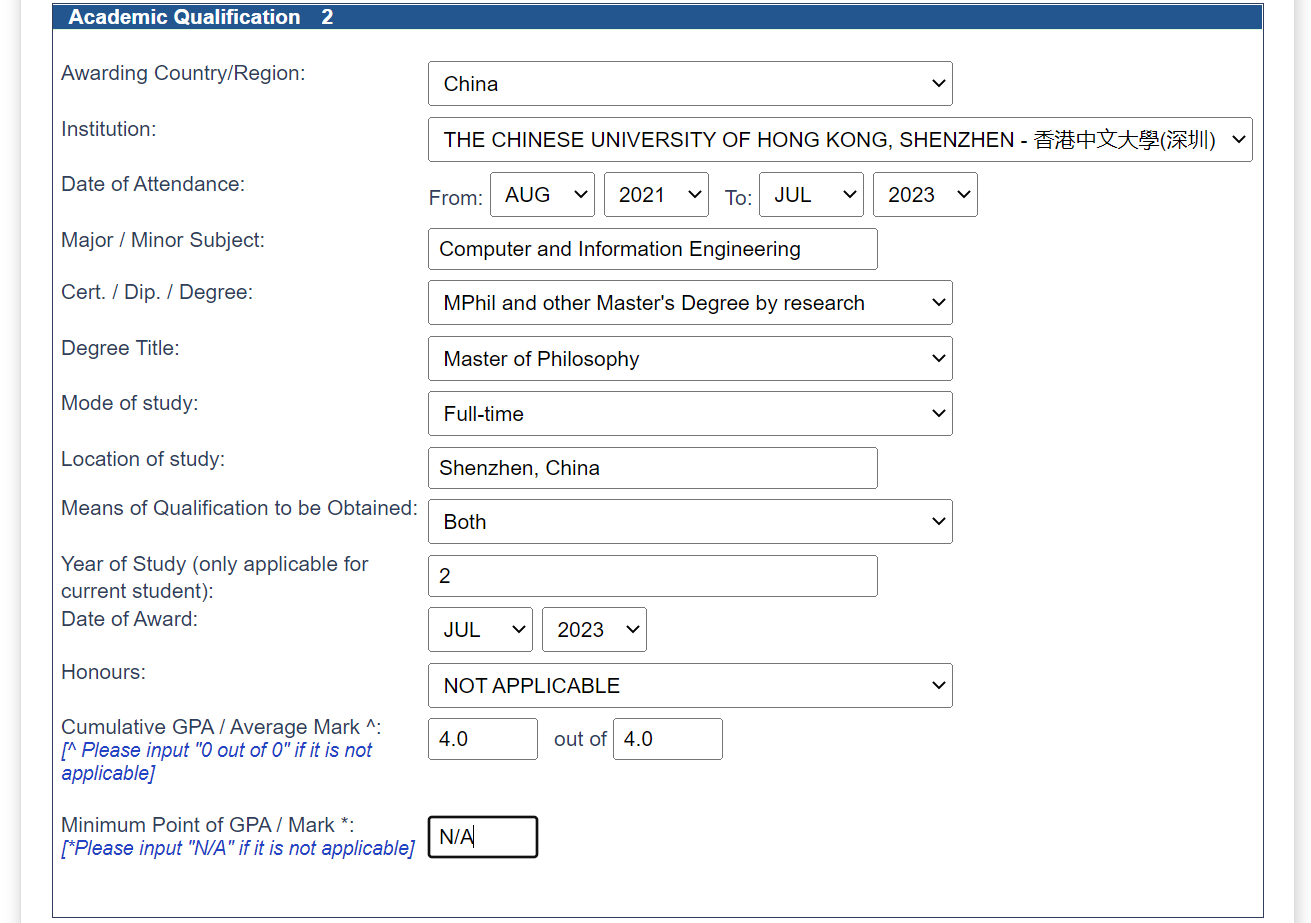 Academic Qualification 2
Awarding Country/Region:
China
Institution:
THE CHINESE UNIVERSITY OF HONG KONG, SHENZHEN - 香港中文大學(深圳)
Date of Attendance:
From: AUG 2021 To: JUL 2023
Major / Minor Subject:
Computer and Information Engineering
Cert. / Dip. / Degree:
MPhil and other Master's Degree by research
Degree Title:
Master of Philosophy
Mode of study:
Full-time
Location of study:
Shenzhen, China
Means of Qualification to be Obtained:
Both
Year of Study (only applicable for
current student):
2
Date of Award:
JUL 2023
Honours:
NOT APPLICABLE
Cumulative GPA / Average Mark ^:
[^ Please input "0 out of 0" if it is not
applicable]
4.0 out of 4.0
Minimum Point of GPA / Mark *:
[*Please input "N/A" if it is not applicable]
N/A